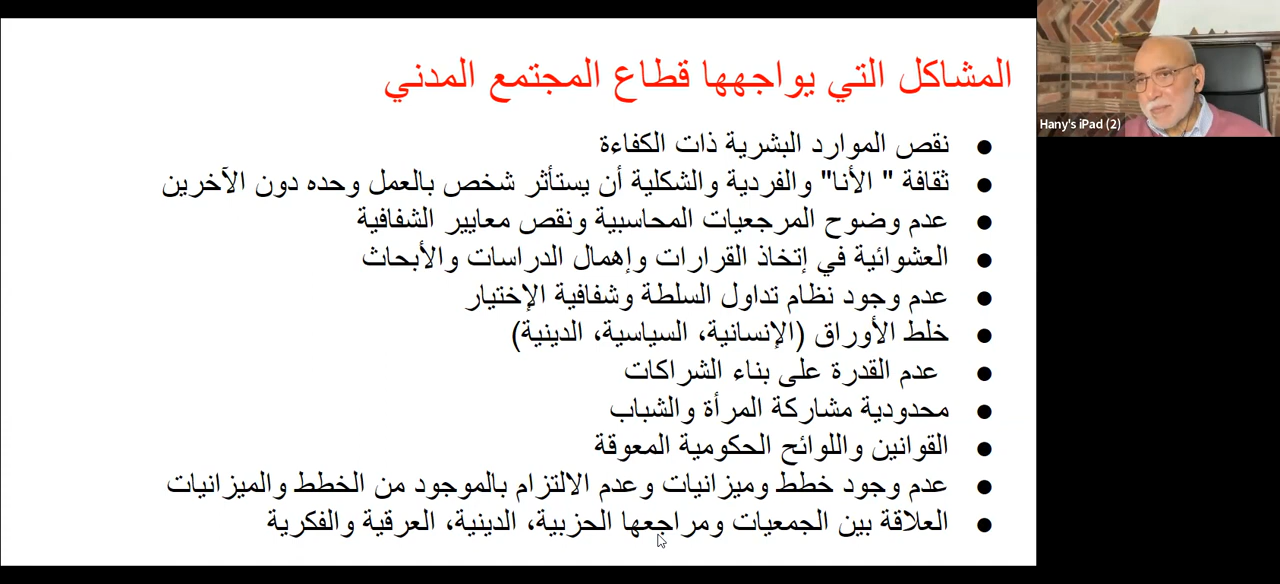 المشاكل التي يواجهها قطاع المجتمع المدني
● نقص الموارد البشرية ذات الكفاءة
● ثقافة " الأنا" والفردية والشكلية أن يستأثر شخص بالعمل وحده دون الآخرين
● عدم وضوح المرجعيات المحاسبية ونقص معايير الشفافية
● العشوائية في إتخاذ القرارات وإهمال الدراسات والأبحاث
● عدم وجود نظام تداول السلطة وشفافية الإختيار
● خلط الأوراق (الإنسانية، السياسية، الدينية)
● عدم القدرة على بناء الشراكات
● محدودية مشاركة المرأة والشباب
● القوانين واللوائح الحكومية المعوقة
● عدم وجود خطط وميزانيات وعدم الالتزام بالموجود من الخطط والميزانيات
● العلاقة بين الجمعيات ومراجعها الحزبية، الدينية، العرقية والفكرية
Hany's iPad (2)